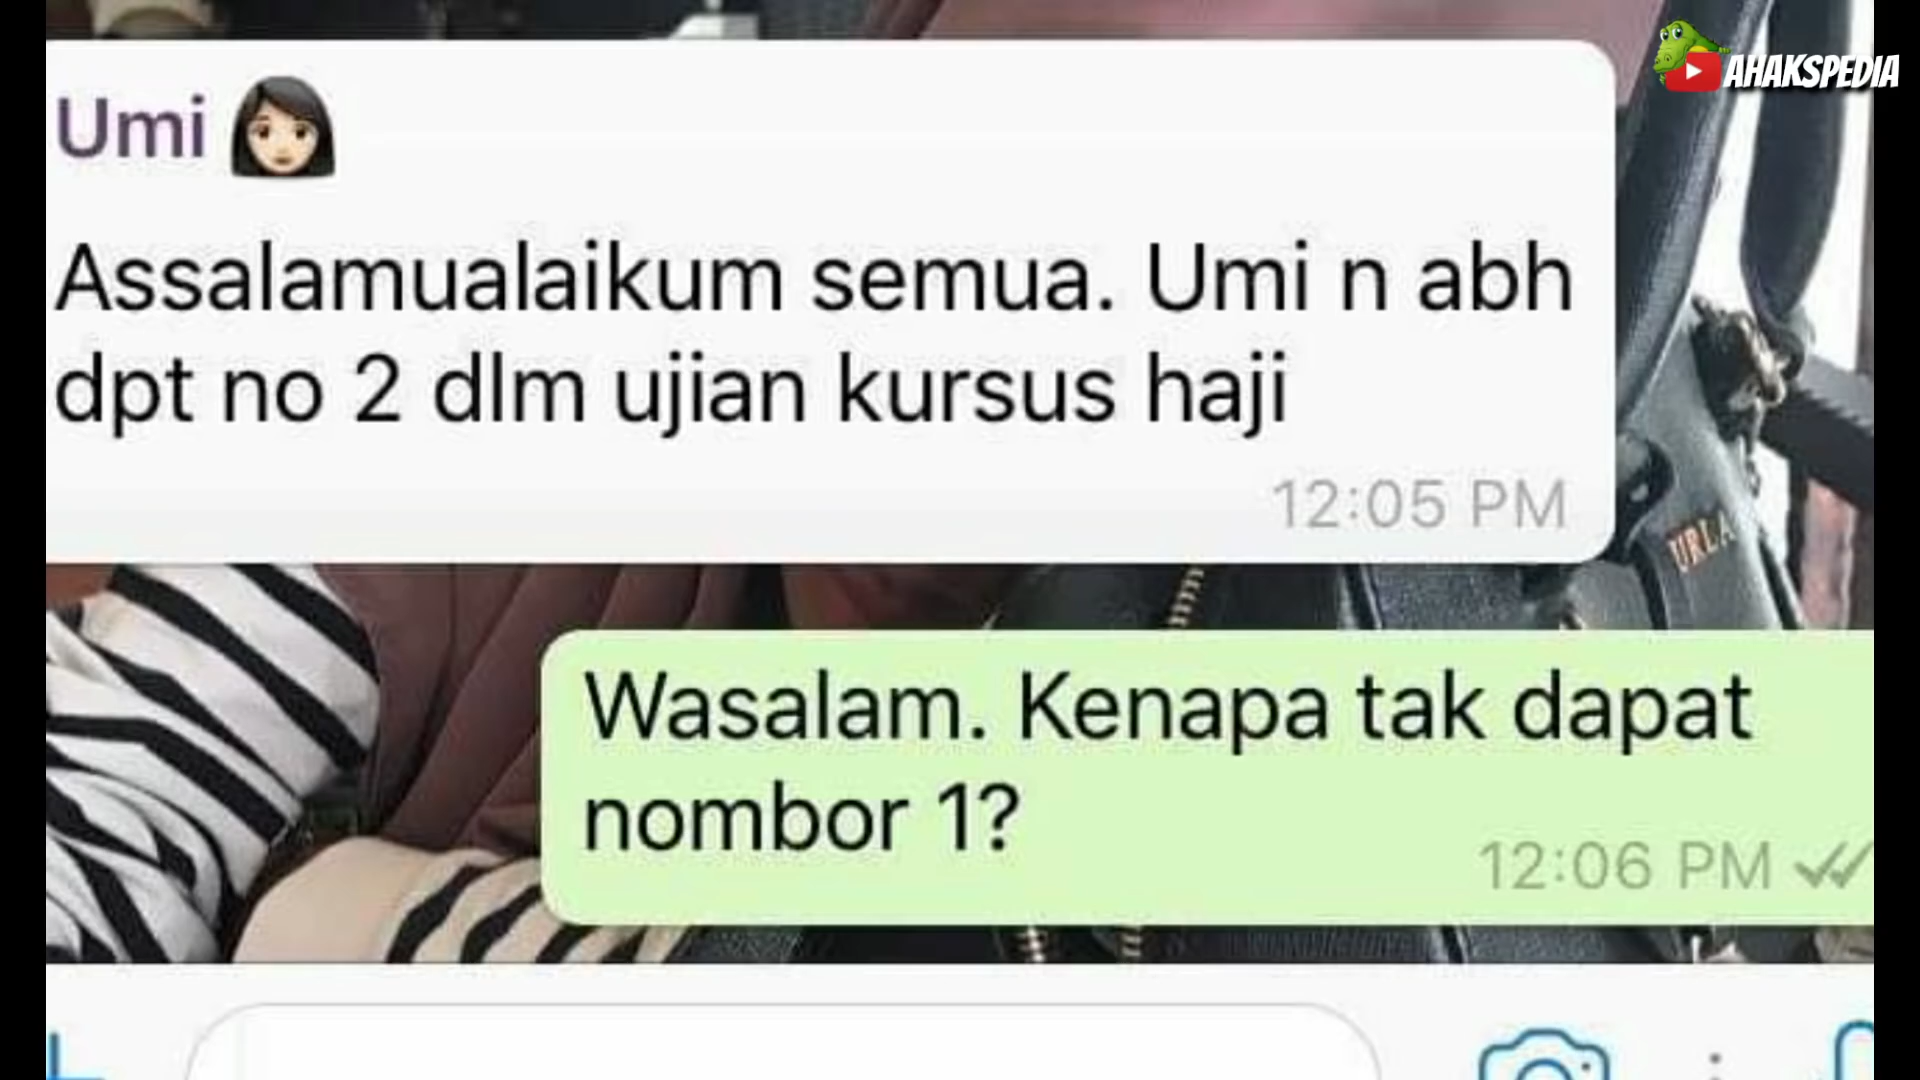 AHAKSPEDIA
Umi
Assalamualaikum semua. Umi n abh
dpt no 2 dlm ujian kursus haji
12:05 PM
URLA
Wasalam. Kenapa tak dapat
nombor 1?
12:06 PM